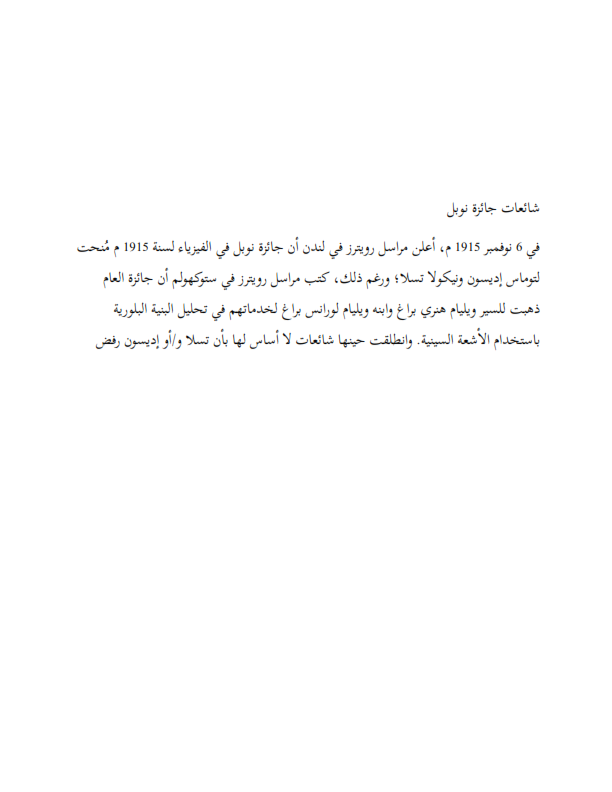 شائعات جائزة نوبل
في 6 نوفمبر 1915 م، أعلن مراسل رويترز في لندن أن جائزة نوبل في الفيزياء لسنة 1915 م مُنحت
لتوماس إديسون ونيكولا تسلا؛ ورغم ذلك، كتب مراسل رويترز في ستوكهولم أن جائزة العام
ذهبت للسير ويليام هنري براغ وابنه ويليام لورانس براغ لخدماتهم في تحليل البنية البلورية
باستخدام الأشعة السينية. وانطلقت حينها شائعات لا أساس لها بأن تسلا و/أو إديسون رفض